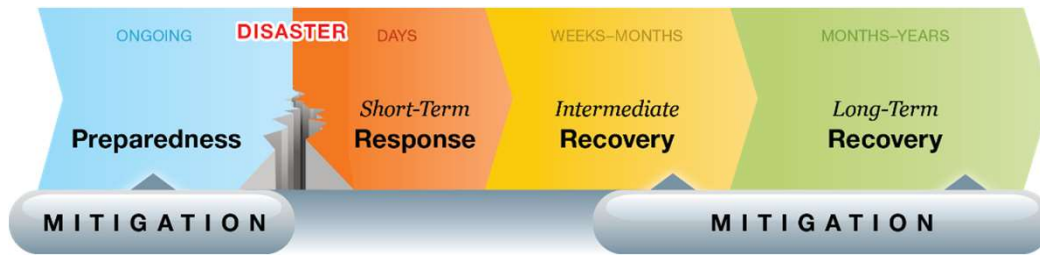 ONGOING
DISASTER
DAYS
WEEKS–MONTHS
MONTHS–YEARS
Preparedness
Short-Term
Response
Intermediate
Recovery
Long-Term
Recovery
MITIGATION
MITIGATION